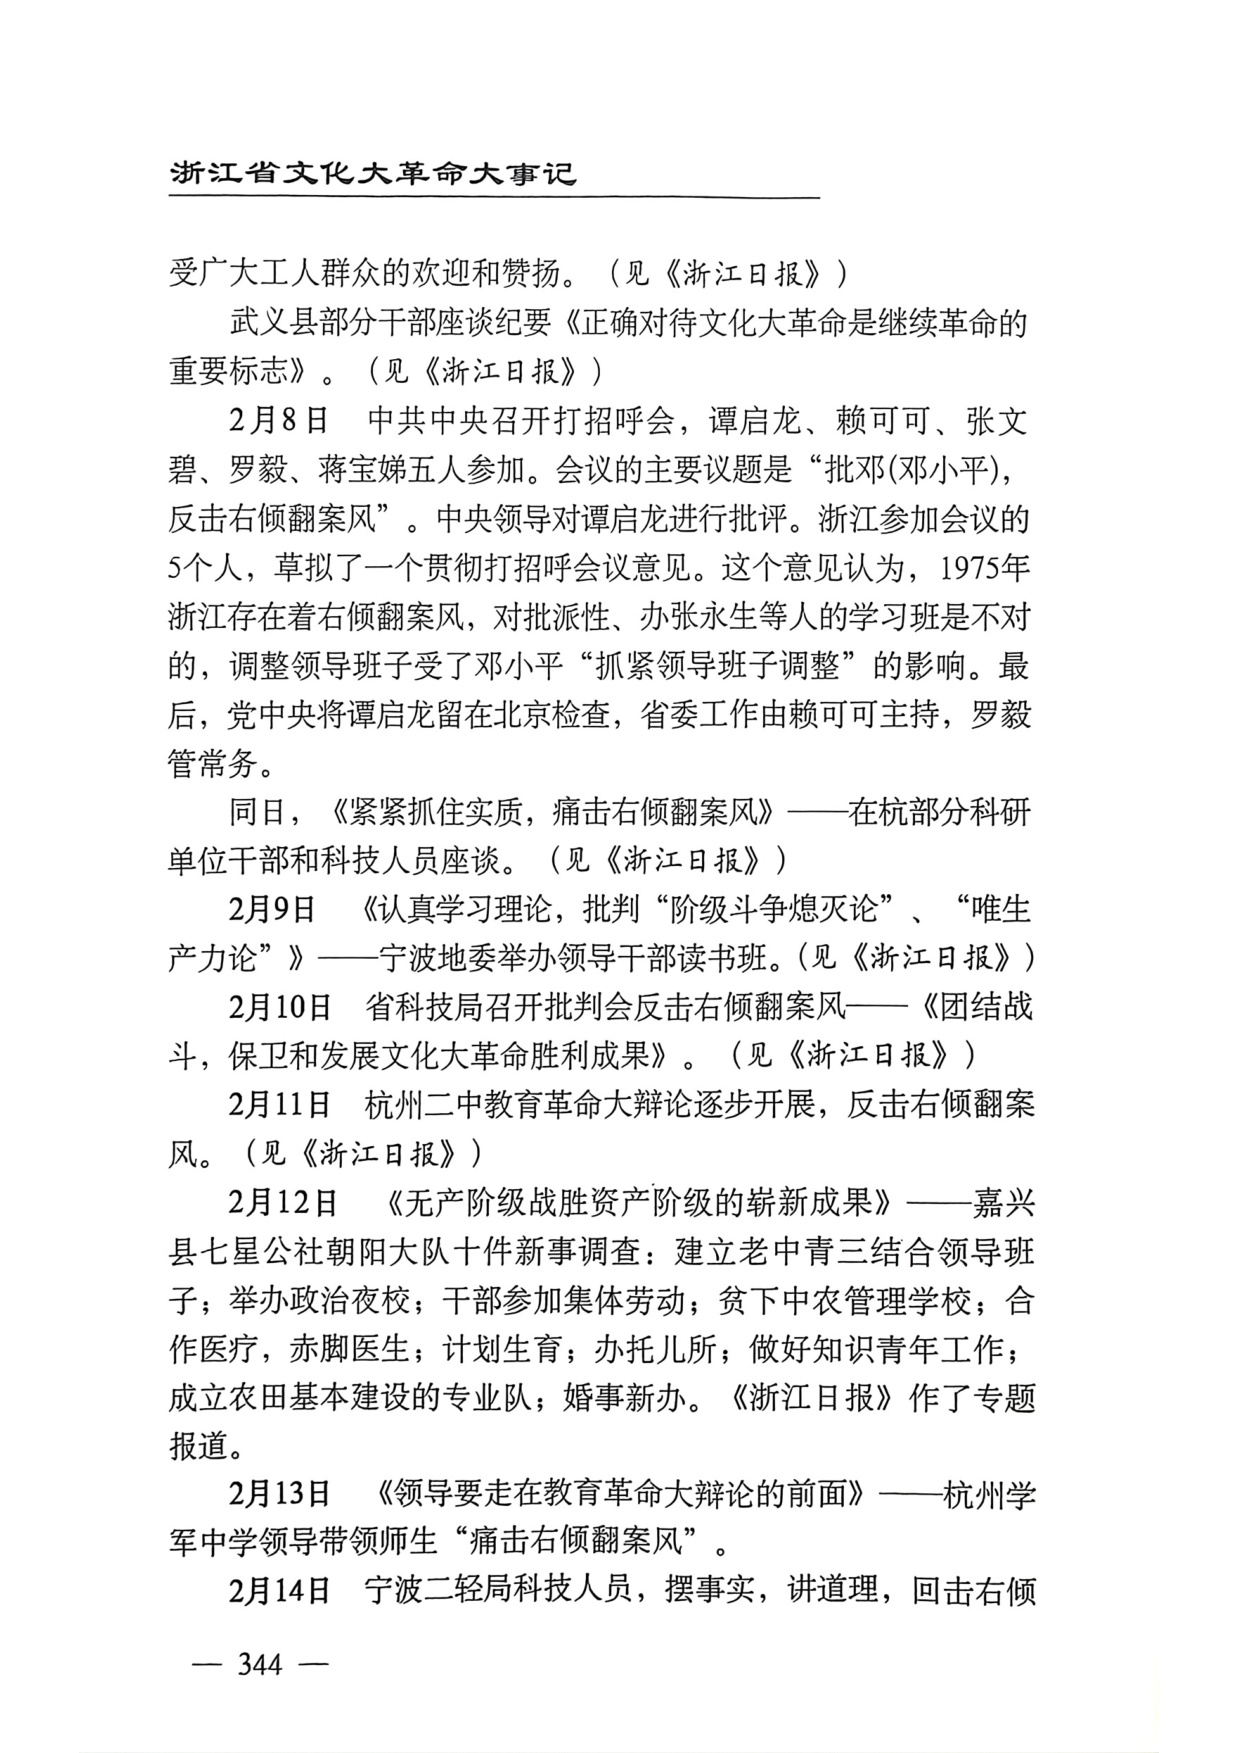 浙江省文化大革命大事记
受广大工人群众的欢迎和赞扬。（见《浙江日报》）
武义县部分干部座谈纪要《正确对待文化大革命是继续革命的
重要标志》。（见《浙江日报》）
2月8日 中共中央召开打招呼会，谭启龙、赖可可、张文
碧、罗毅、蒋宝娣五人参加。会议的主要议题是“批邓(邓小平)，
反击右倾翻案风”。中央领导对谭启龙进行批评。浙江参加会议的
5个人，草拟了一个贯彻打招呼会议意见。这个意见认为，1975年
浙江存在着右倾翻案风，对批派性、办张永生等人的学习班是不对
的，调整领导班子受了邓小平“抓紧领导班子调整”的影响。最
后，党中央将谭启龙留在北京检查，省委工作由赖可可主持，罗毅
管常务。
同日，《紧紧抓住实质，痛击右倾翻案风》——在杭部分科研
单位干部和科技人员座谈。（见《浙江日报》）
2月9日 《认真学习理论，批判“阶级斗争熄灭论”、“唯生
产力论”》——宁波地委举办领导干部读书班。（见《浙江日报》）
2月10日 省科技局召开批判会反击右倾翻案风——《团结战
斗，保卫和发展文化大革命胜利成果》。（见《浙江日报》）
2月11日 杭州二中教育革命大辩论逐步开展，反击右倾翻案
风。（见《浙江日报》）
2月12日 《无产阶级战胜资产阶级的崭新成果》——嘉兴
县七星公社朝阳大队十件新事调查：建立老中青三结合领导班
子；举办政治夜校；干部参加集体劳动；贫下中农管理学校；合
作医疗，赤脚医生；计划生育；办托儿所；做好知识青年工作；
成立农田基本建设的专业队；婚事新办。《浙江日报》作了专题
报道。
2月13日 《领导要走在教育革命大辩论的前面》——杭州学
军中学领导带领师生“痛击右倾翻案风”。
2月14日 宁波二轻局科技人员，摆事实，讲道理，回击右倾
— 344 —